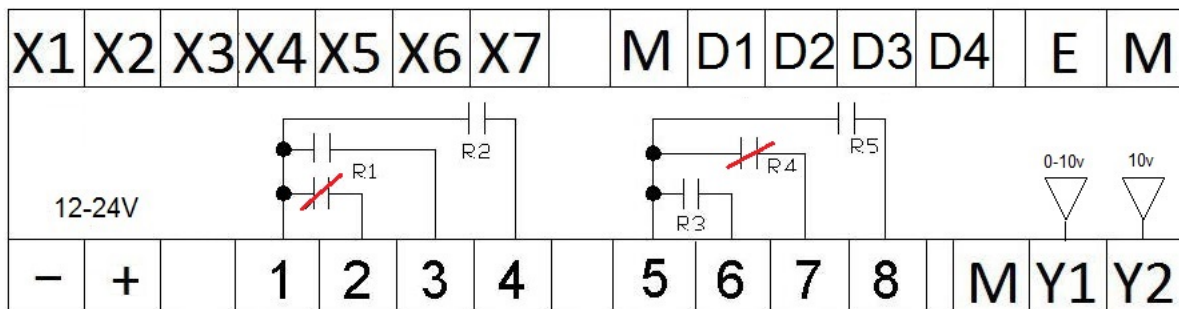 X1 X2 X3 X4 X5 X6 X7 M D1 D2 D3 D4 E M
R2 R5
R1 R4 0-10v 10v
12-24V R3
- + 1 2 3 4 5 6 7 8 M Y1 Y2